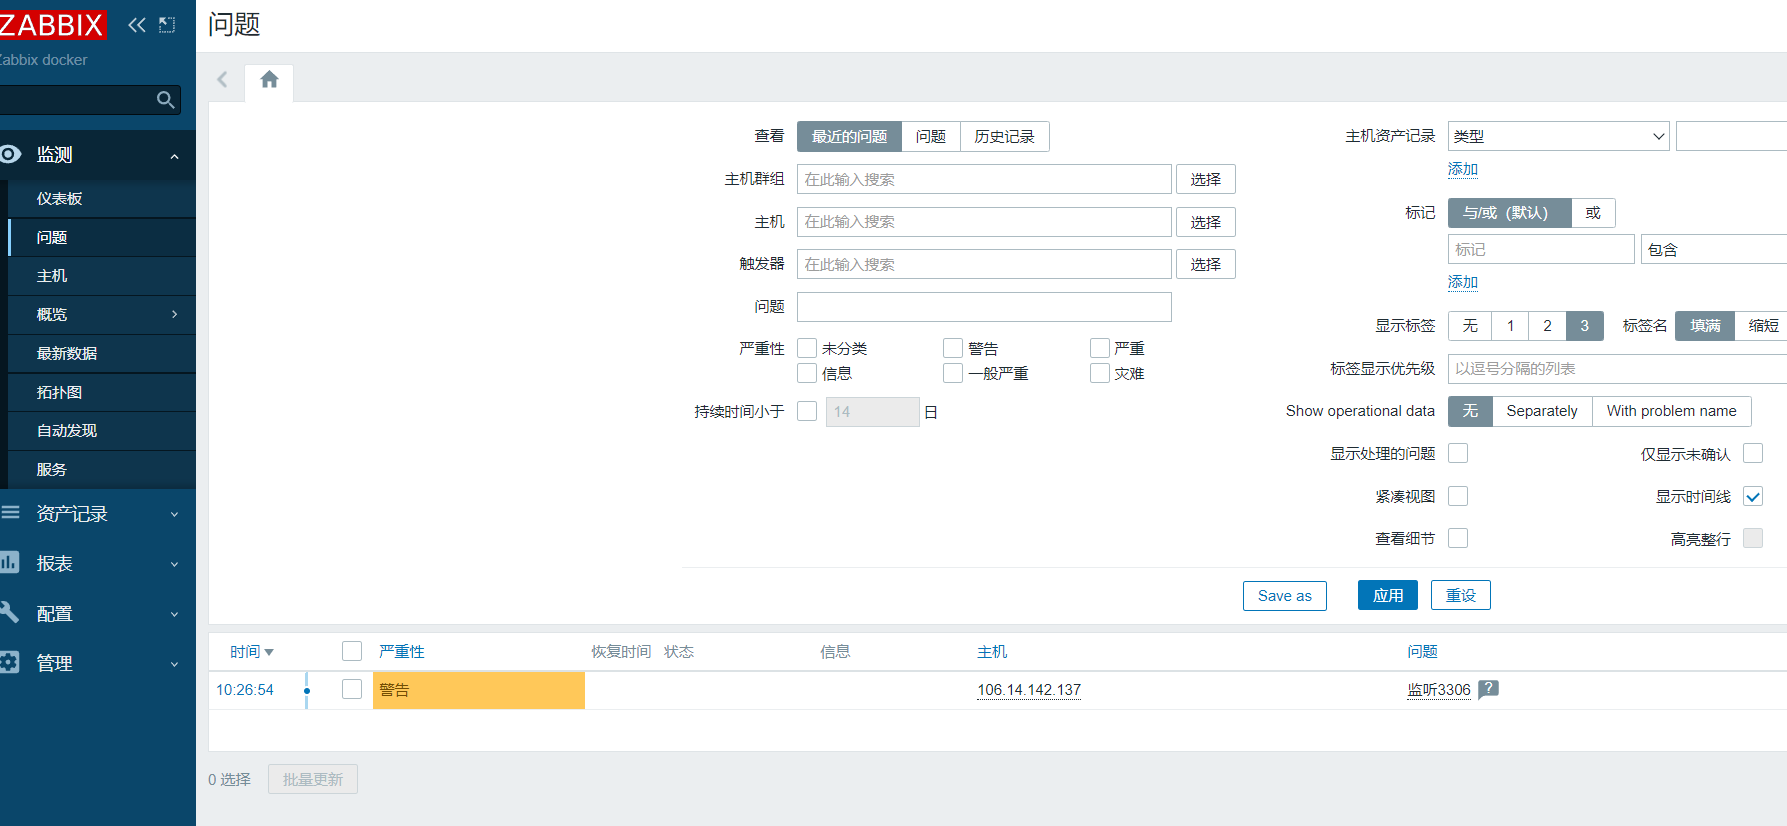 ZABBIX
Zabbix docker
监测
仪表板
问题
主机
概览
最新数据
拓扑图
自动发现
服务
资产记录
报表
配置
管理
问题
查看 最近的问题 问题 历史记录
主机群组 在此输入搜索 选择
主机 在此输入搜索 选择
触发器 在此输入搜索 选择
问题
严重性 未分类 警告 严重
信息 一般严重 灾难
持续时间小于 14 日
主机资产记录 类型
添加
标记 与/或（默认） 或
标记 包含
添加
显示标签 无 1 2 3 标签名 填满 缩短
标签显示优先级 以逗号分隔的列表
Show operational data 无 Separately With problem name
显示处理的问题 仅显示未确认
紧凑视图 显示时间线
查看细节 高亮整行
Save as 应用 重设
时间 严重性 恢复时间 状态 信息 主机 问题
10:26:54 警告 106.14.142.137 监听3306 ?
0 选择 批量更新